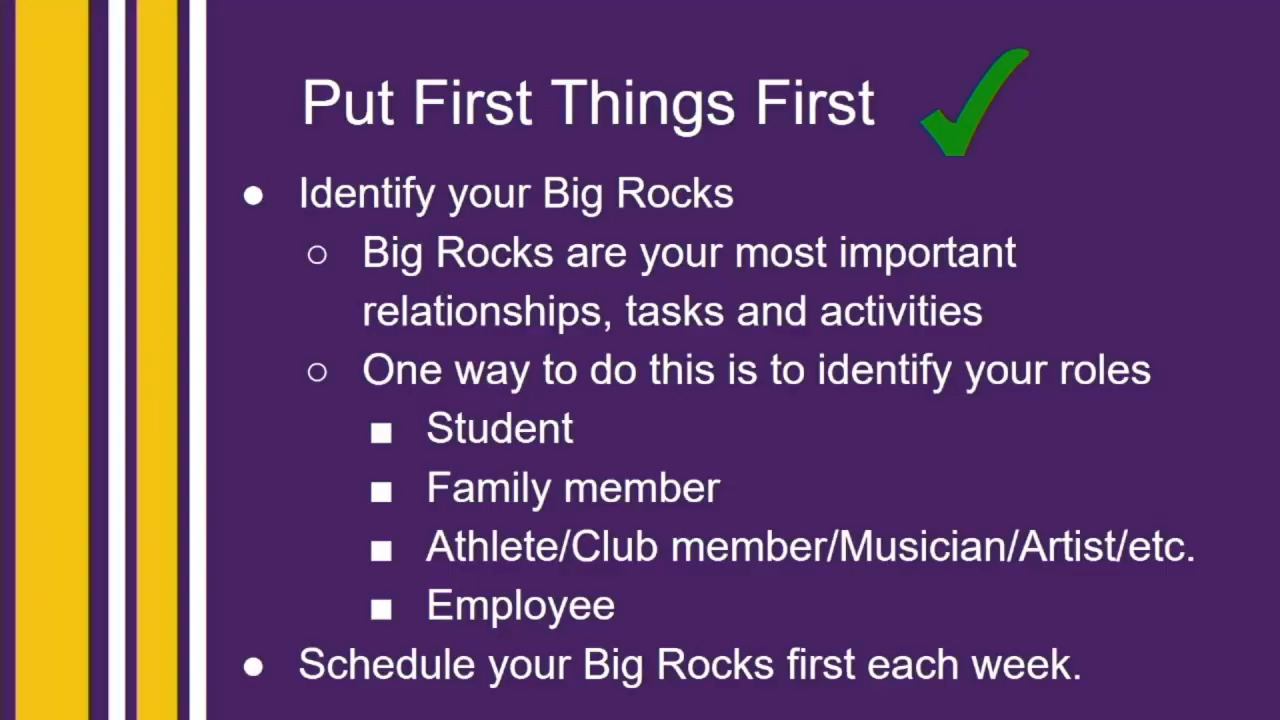 Put First Things First
● Identify your Big Rocks
○ Big Rocks are your most important
relationships, tasks and activities
○ One way to do this is to identify your roles
■ Student
■ Family member
■ Athlete/Club member/Musician/Artist/etc.
■ Employee
● Schedule your Big Rocks first each week.